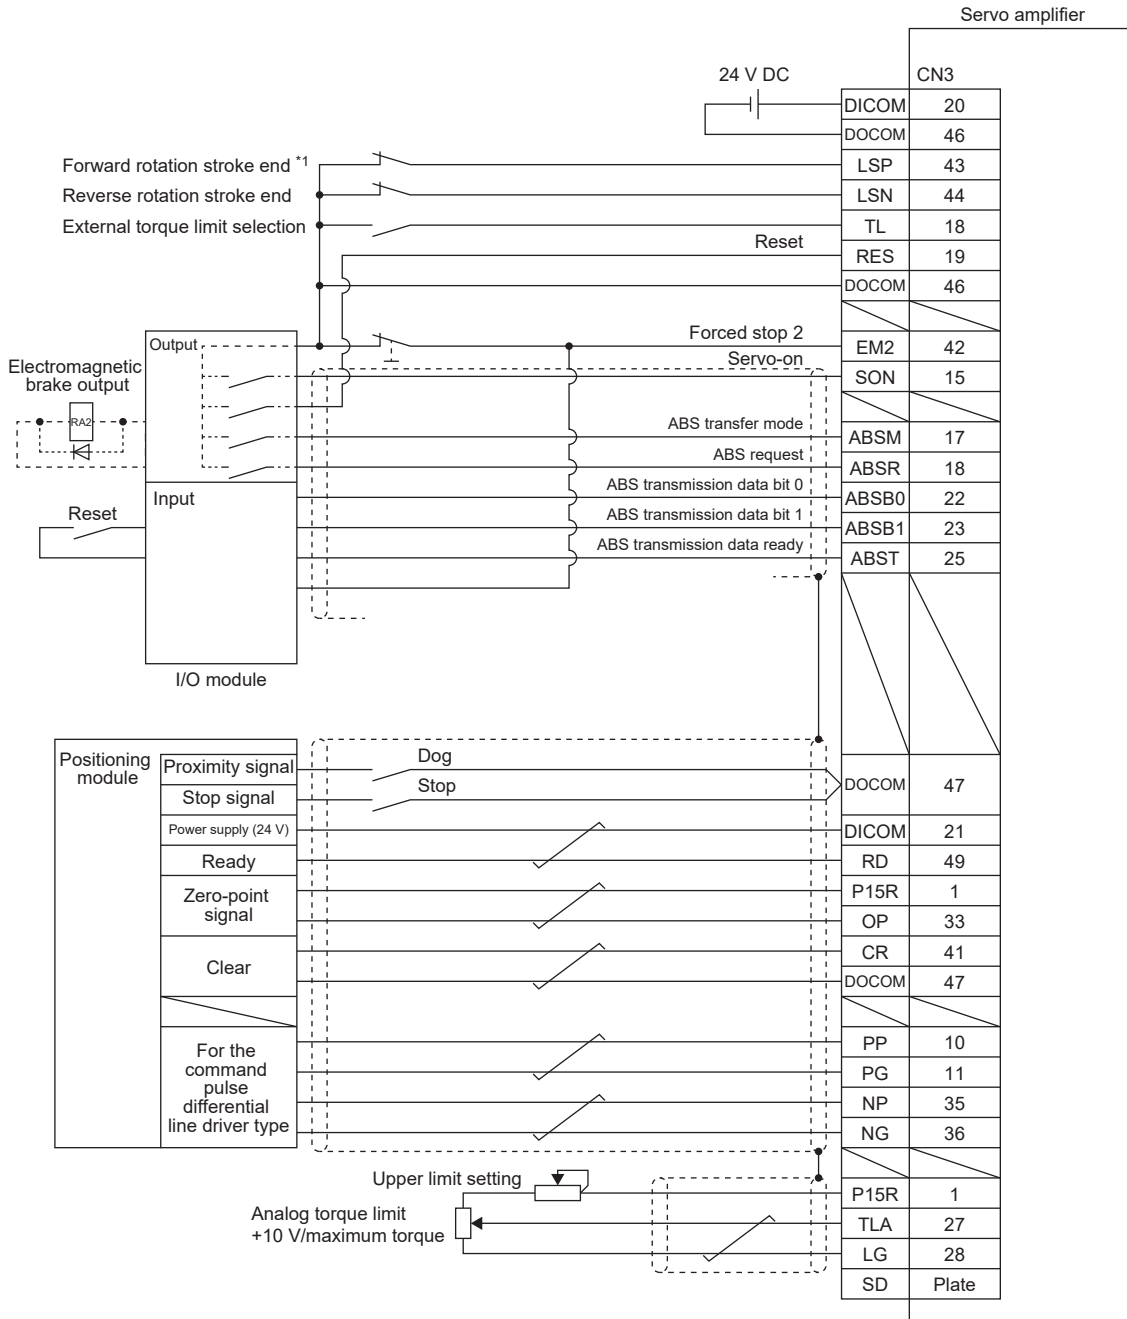 Servo amplifier
24 V DC
CN3
DICOM 20
DOCOM 46
Forward rotation stroke end *1
LSP 43
Reverse rotation stroke end
LSN 44
External torque limit selection
TL 18
Reset
RES 19
DOCOM 46
Output
Forced stop 2
EM2 42
Electromagnetic
brake output
RA2
Servo-on
SON 15
ABS transfer mode
ABSM 17
ABS request
ABSR 18
Input
ABS transmission data bit 0
ABSB0 22
Reset
ABS transmission data bit 1
ABSB1 23
ABS transmission data ready
ABST 25
I/O module
Positioning
module
Proximity signal
Dog
Stop signal
Stop
DOCOM 47
Power supply (24 V)
DICOM 21
Ready
RD 49
Zero-point
signal
P15R 1
OP 33
Clear
CR 41
DOCOM 47
For the
command
pulse
differential
line driver type
PP 10
PG 11
NP 35
NG 36
Upper limit setting
P15R 1
Analog torque limit
+10 V/maximum torque
TLA 27
LG 28
SD Plate